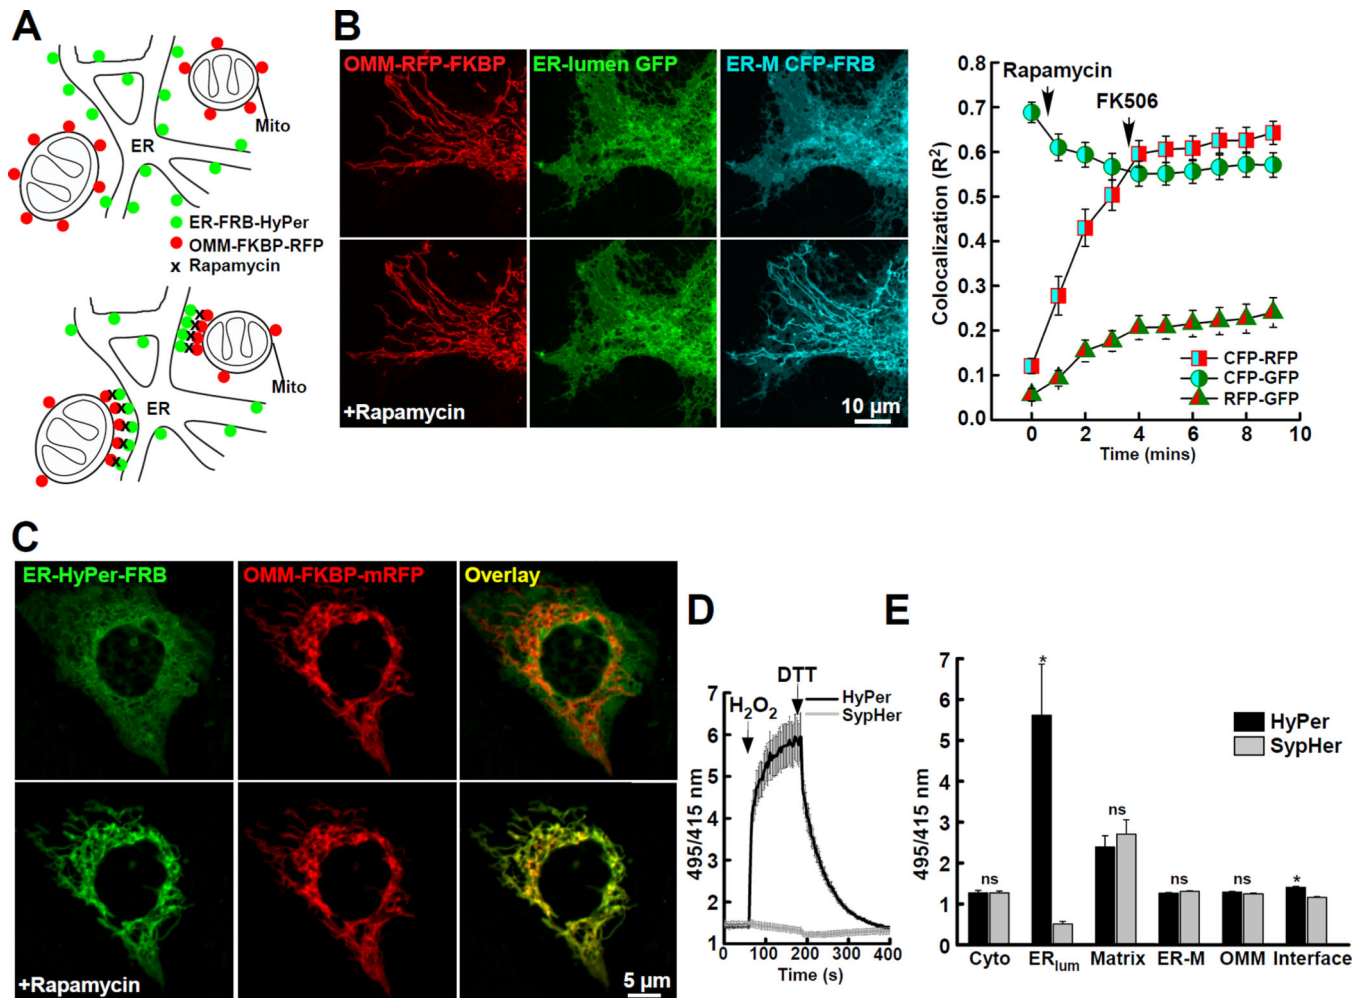 A
Mito
ER
ER-FRB-HyPer
OMM-FKBP-RFP
x Rapamycin
x x x x
Mito
ER
x x x x x
B
OMM-RFP-FKBP
ER-lumen GFP
ER-M CFP-FRB
+Rapamycin
10 µm
Colocalization (R²)
0.8
0.7
0.6
0.5
0.4
0.3
0.2
0.1
0.0
Rapamycin
FK506
CFP-RFP
CFP-GFP
RFP-GFP
0 2 4 6 8 10
Time (mins)
C
ER-HyPer-FRB
OMM-FKBP-mRFP
Overlay
+Rapamycin
5 µm
D
495/415 nm
7
6
5
4
3
2
1
H₂O₂
DTT
HyPer
SypHer
0 100 200 300 400
Time (s)
E
495/415 nm
7
6
5
4
3
2
1
0
HyPer
SypHer
ns * ns ns ns *
Cyto ERlum Matrix ER-M OMM Interface